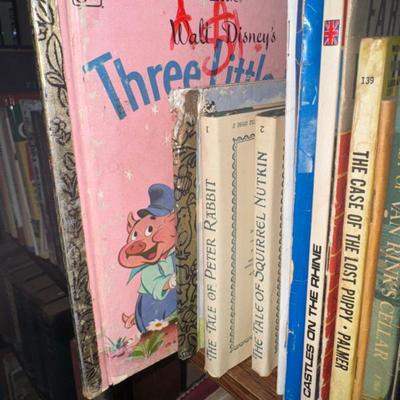 Walt Disney's
Three Little
1
THE TALE OF PETER RABBIT
2
THE TALE OF SQUIRREL NUTKIN
CASTLES ON THE RHINE
139
THE CASE OF THE LOST PUPPY • PALMER
CELLAR